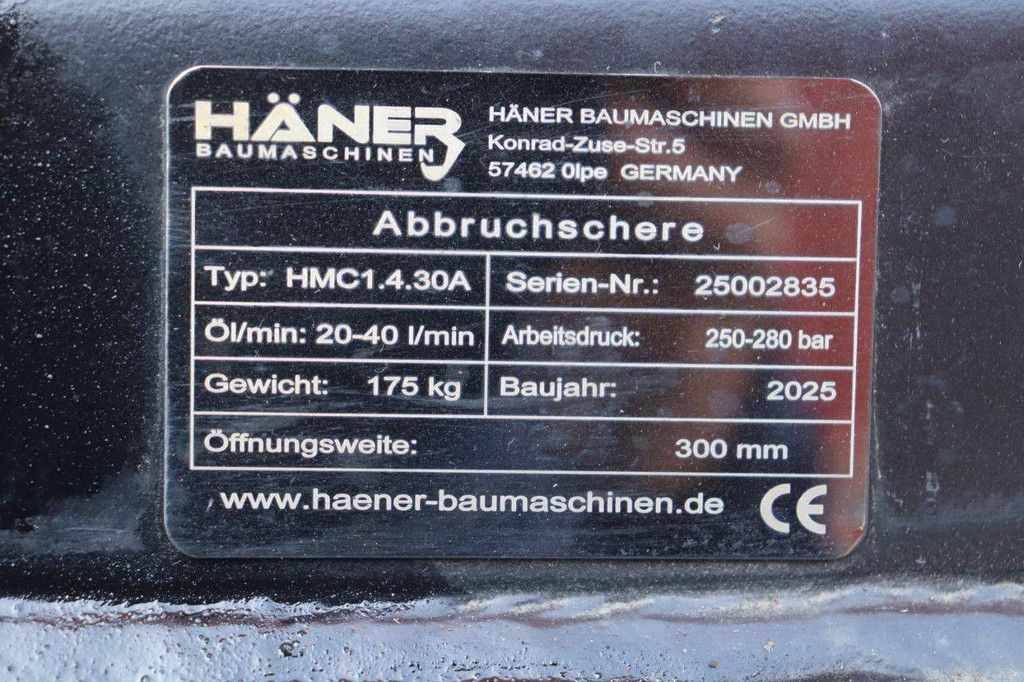 HÄNER
BAUMASCHINEN
HÄNER BAUMASCHINEN GMBH
Konrad-Zuse-Str.5
57462 Olpe GERMANY
Abbruchschere
Typ: HMC1.4.30A Serien-Nr.: 25002835
Öl/min: 20-40 l/min Arbeitsdruck: 250-280 bar
Gewicht: 175 kg Baujahr: 2025
Öffnungsweite: 300 mm
www.haener-baumaschinen.de CE